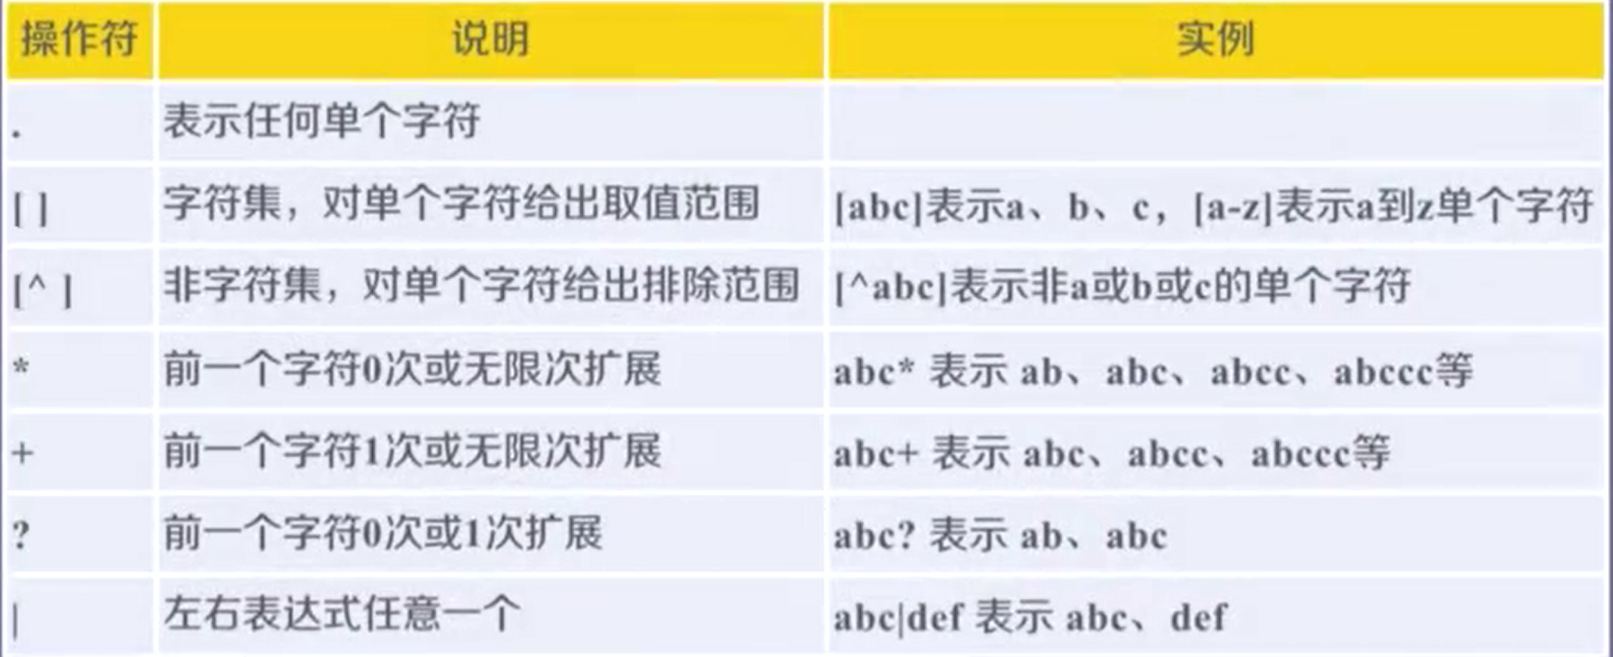 操作符 说明 实例
. 表示任何单个字符
[ ] 字符集，对单个字符给出取值范围 [abc]表示a、b、c，[a-z]表示a到z单个字符
[^ ] 非字符集，对单个字符给出排除范围 [^abc]表示非a或b或c的单个字符
* 前一个字符0次或无限次扩展 abc* 表示 ab、abc、abcc、abccc等
+ 前一个字符1次或无限次扩展 abc+ 表示 abc、abcc、abccc等
? 前一个字符0次或1次扩展 abc? 表示 ab、abc
| 左右表达式任意一个 abc|def 表示 abc、def